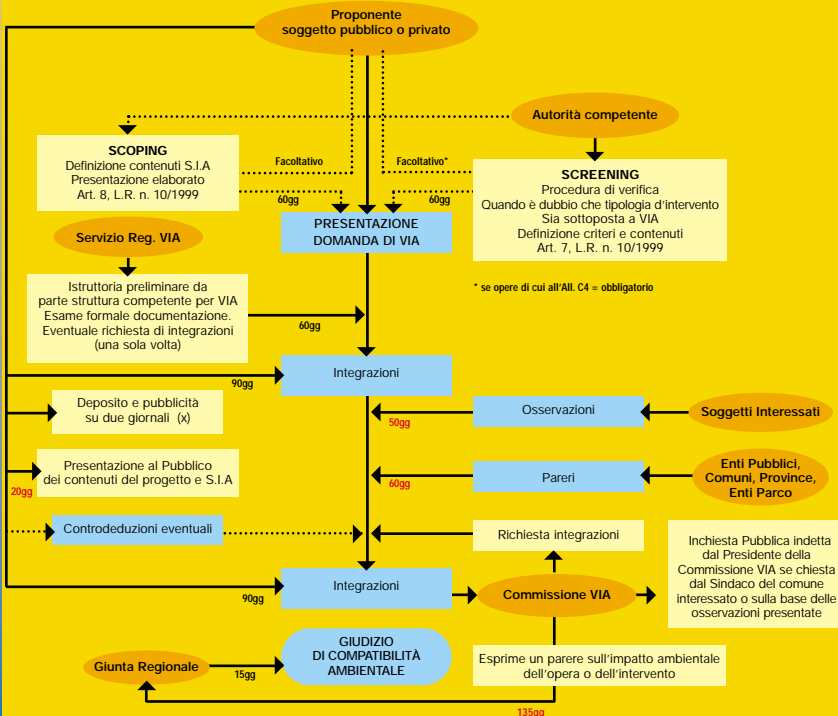 Proponente
soggetto pubblico o privato
Autorità competente
SCOPING
Definizione contenuti S.I.A
Presentazione elaborato
Art. 8, L.R. n. 10/1999
Facoltativo
Facoltativo*
60gg
60gg
SCREENING
Procedura di verifica
Quando è dubbio che tipologia d'intervento
Sia sottoposta a VIA
Definizione criteri e contenuti
Art. 7, L.R. n. 10/1999
PRESENTAZIONE
DOMANDA DI VIA
Servizio Reg. VIA
* se opere di cui all'All. C4 = obbligatorio
Istruttoria preliminare da
parte struttura competente per VIA
Esame formale documentazione.
Eventuale richiesta di integrazioni
(una sola volta)
60gg
Integrazioni
90gg
Deposito e pubblicità
su due giornali (x)
Osservazioni
50gg
Soggetti Interessati
Presentazione al Pubblico
dei contenuti del progetto e S.I.A
20gg
Pareri
60gg
Enti Pubblici,
Comuni, Province,
Enti Parco
Controdeduzioni eventuali
Richiesta integrazioni
Inchiesta Pubblica indetta
dal Presidente della
Commissione VIA se chiesta
dal Sindaco del comune
interessato o sulla base delle
osservazioni presentate
Integrazioni
90gg
Commissione VIA
GIUDIZIO
DI COMPATIBILITÀ
AMBIENTALE
Giunta Regionale
15gg
Esprime un parere sull'impatto ambientale
dell'opera o dell'intervento
135gg